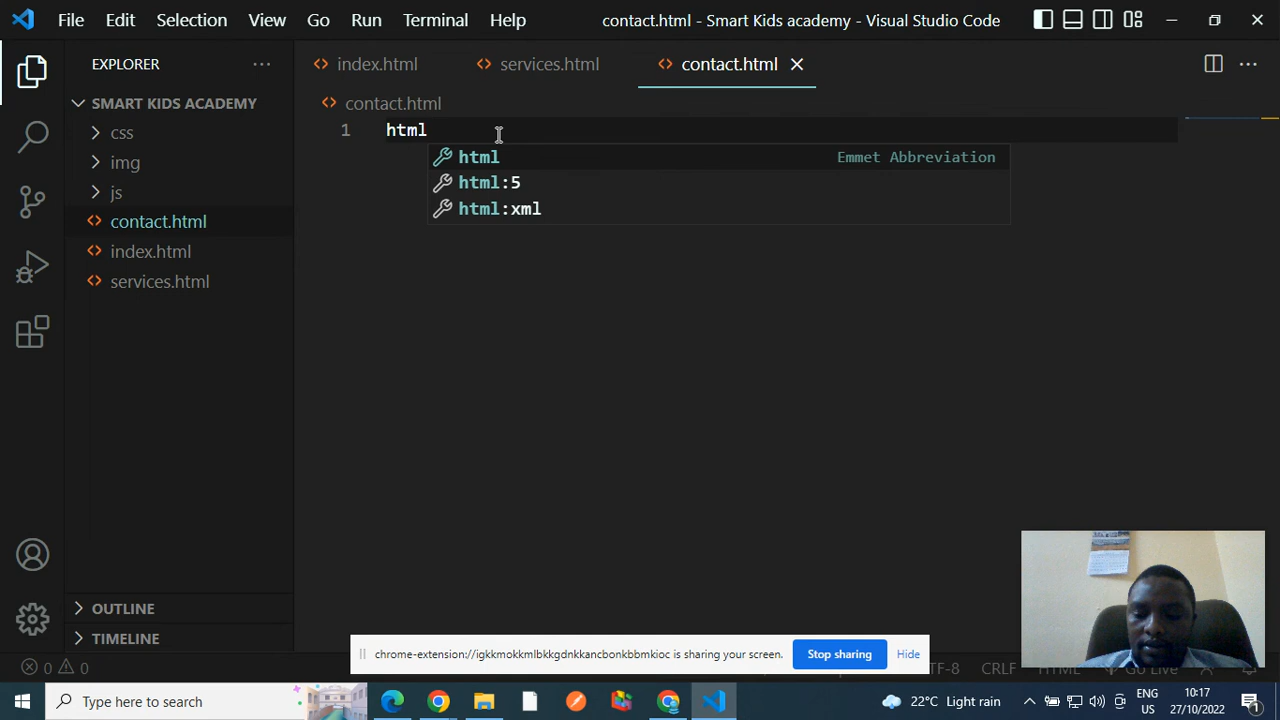 File Edit Selection View Go Run Terminal Help
contact.html - Smart Kids academy - Visual Studio Code
EXPLORER
index.html
services.html
contact.html
SMART KIDS ACADEMY
contact.html
css
img
js
contact.html
index.html
services.html
1 html
html Emmet Abbreviation
html:5
html:xml
OUTLINE
TIMELINE
chrome-extension://igkkmokkmlbkkgdnkkancbonkbbmkioc is sharing your screen.
Stop sharing
Hide
0 0
CRLF
Type here to search
22°C Light rain
ENG
US
10:17
27/10/2022
1